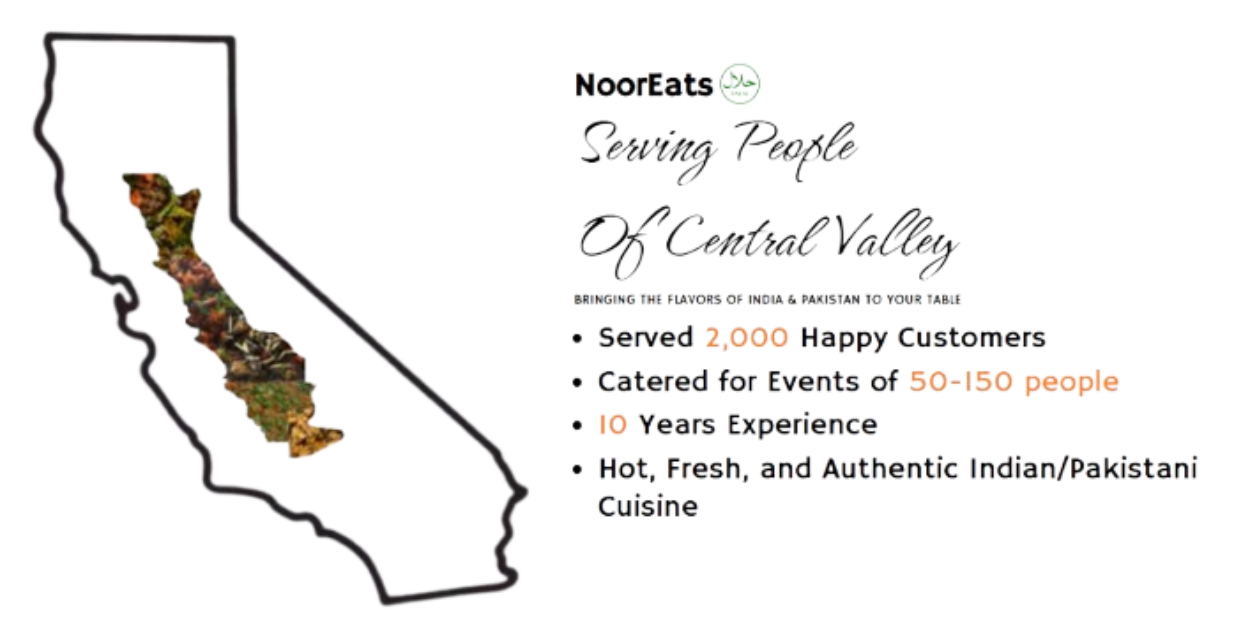 NoorEats حلال
Serving People
Of Central Valley
BRINGING THE FLAVORS OF INDIA & PAKISTAN TO YOUR TABLE
• Served 2,000 Happy Customers
• Catered for Events of 50-150 people
• 10 Years Experience
• Hot, Fresh, and Authentic Indian/Pakistani
Cuisine